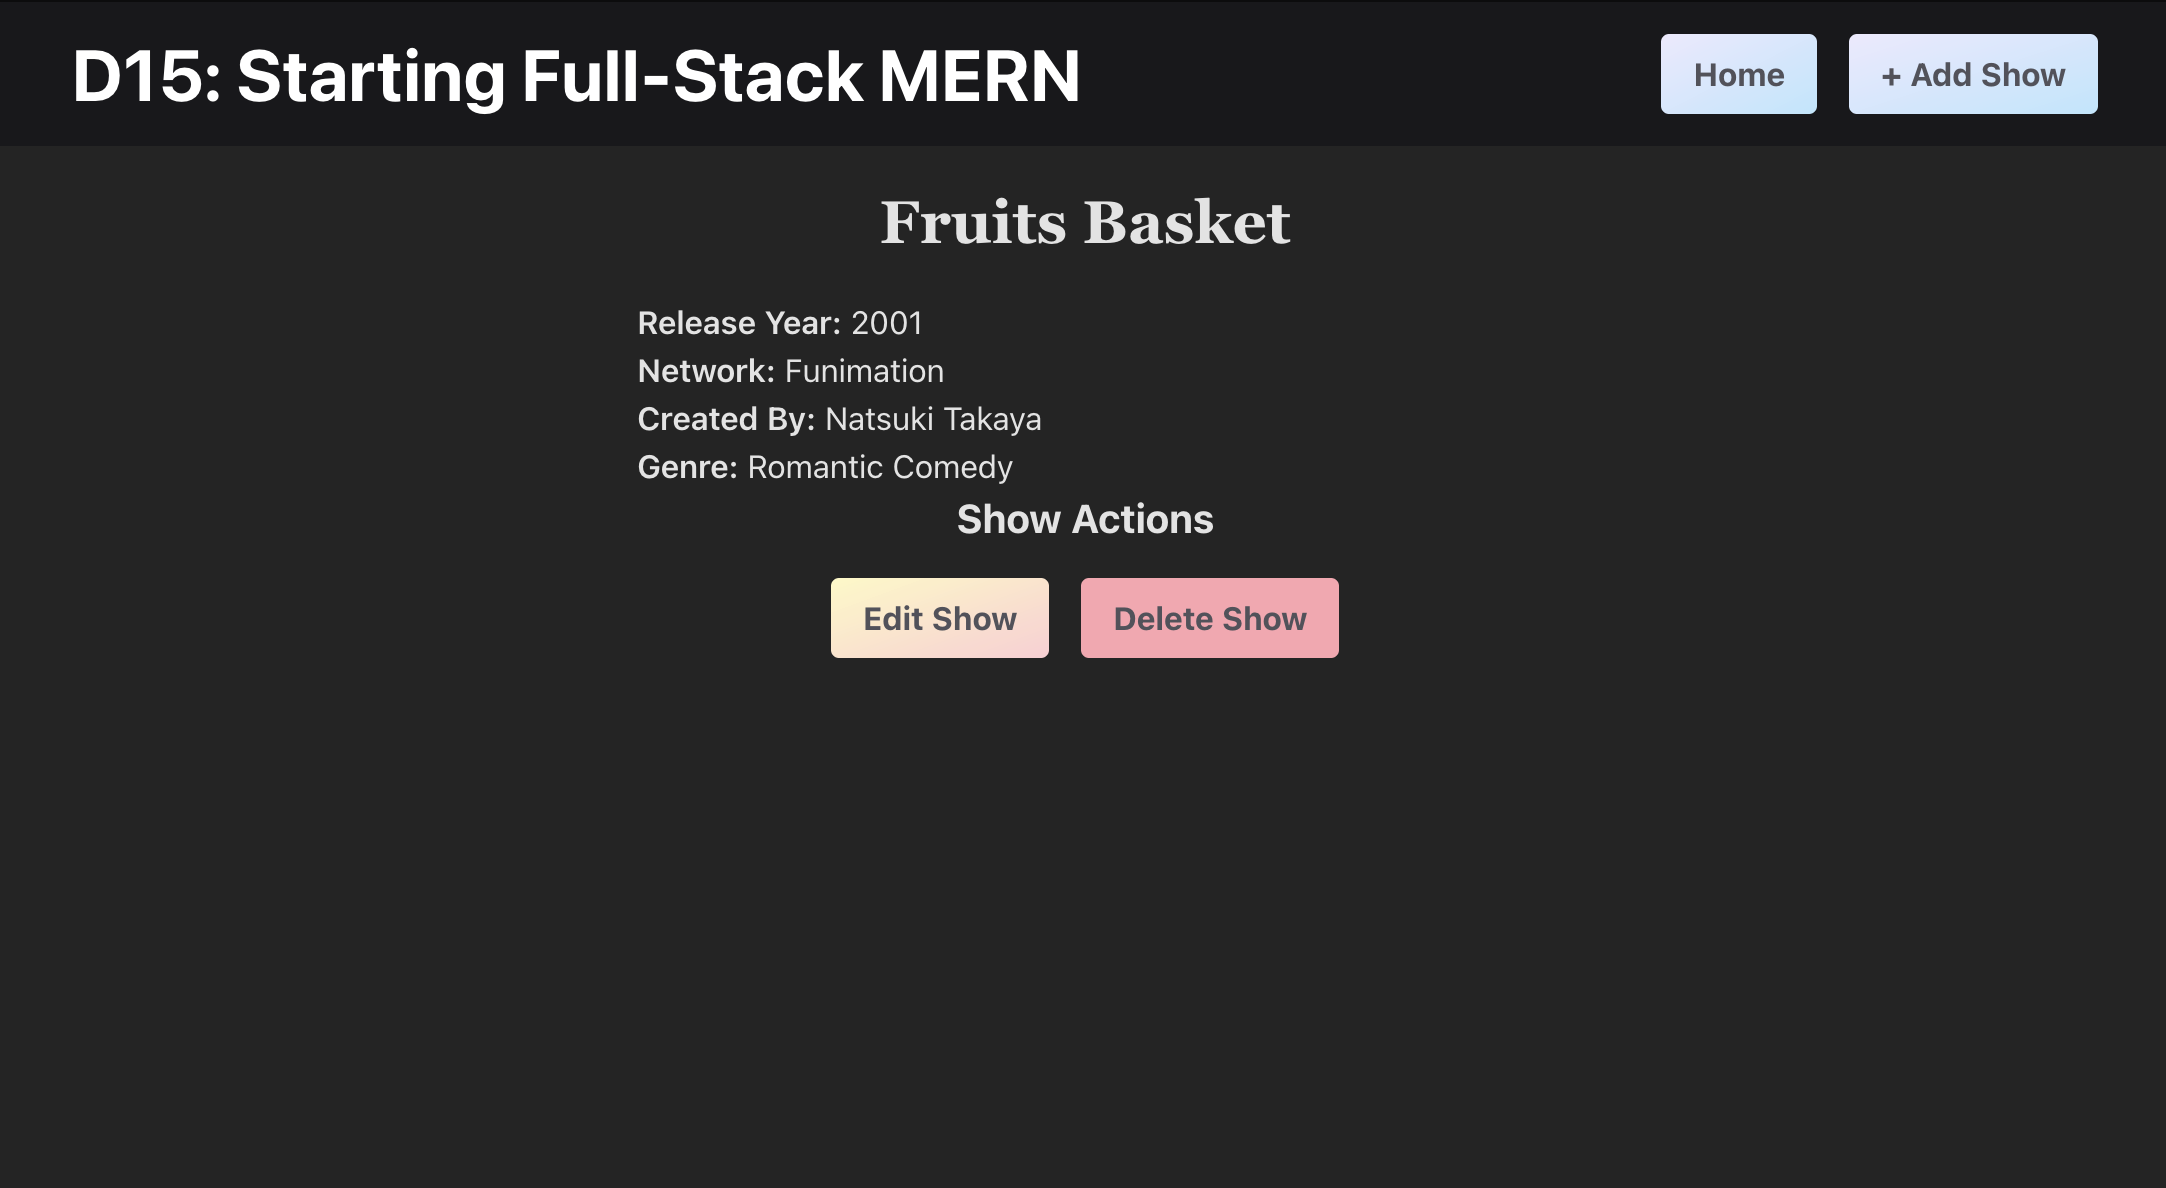 D15: Starting Full-Stack MERN
Home
+ Add Show
Fruits Basket
Release Year: 2001
Network: Funimation
Created By: Natsuki Takaya
Genre: Romantic Comedy
Show Actions
Edit Show
Delete Show